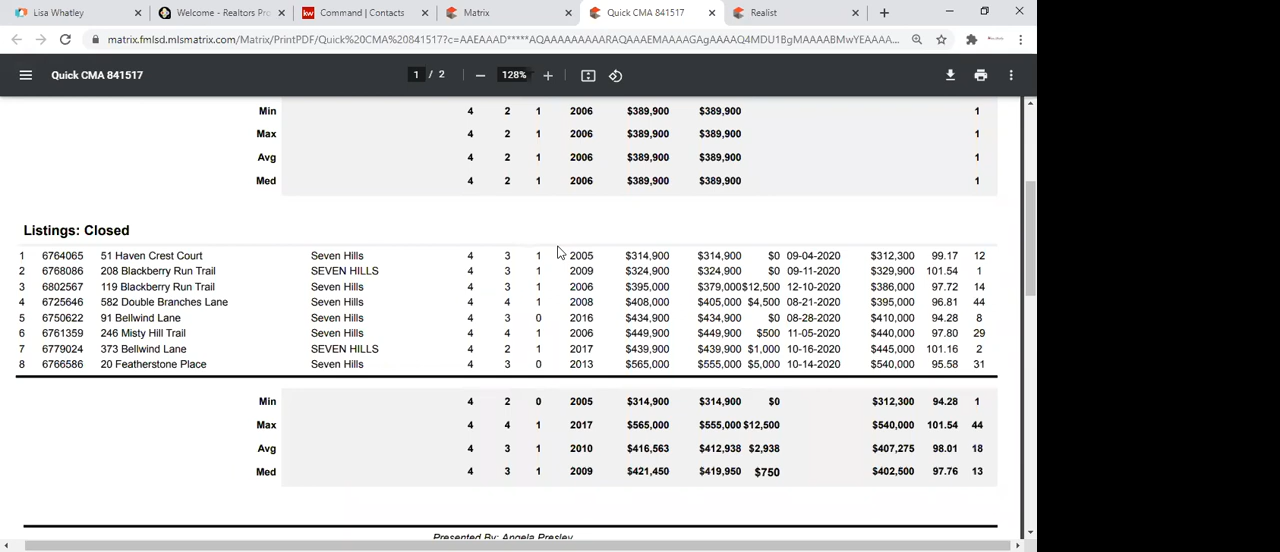 Lisa Whatley
Welcome - Realtors Pro
Command | Contacts
Matrix
Quick CMA 841517
Realist
matrix.fmlsd.mlsmatrix.com/Matrix/PrintPDF/Quick%20CMA%20841517?c=AAEAAAD*****AQAAAAAAAAARAQAAAEMAAAAGAgAAAAQ4MDU1BgMAAAABMwYEAAAA...
Quick CMA 841517 1 / 2 128%
Min 4 2 1 2006 $389,900 $389,900 1
Max 4 2 1 2006 $389,900 $389,900 1
Avg 4 2 1 2006 $389,900 $389,900 1
Med 4 2 1 2006 $389,900 $389,900 1
Listings: Closed
1 6764065 51 Haven Crest Court Seven Hills 4 3 1 2005 $314,900 $314,900 $0 09-04-2020 $312,300 99.17 12
2 6768086 208 Blackberry Run Trail SEVEN HILLS 4 3 1 2009 $324,900 $324,900 $0 09-11-2020 $329,900 101.54 1
3 6802567 119 Blackberry Run Trail Seven Hills 4 3 1 2006 $395,000 $379,000 $12,500 12-10-2020 $386,000 97.72 14
4 6725646 582 Double Branches Lane Seven Hills 4 4 1 2008 $408,000 $405,000 $4,500 08-21-2020 $395,000 96.81 44
5 6750622 91 Bellwind Lane Seven Hills 4 3 0 2016 $434,900 $434,900 $0 08-28-2020 $410,000 94.28 8
6 6761359 246 Misty Hill Trail Seven Hills 4 4 1 2006 $449,900 $449,900 $500 11-05-2020 $440,000 97.80 29
7 6779024 373 Bellwind Lane SEVEN HILLS 4 2 1 2017 $439,900 $439,900 $1,000 10-16-2020 $445,000 101.16 2
8 6766586 20 Featherstone Place Seven Hills 4 3 0 2013 $565,000 $555,000 $5,000 10-14-2020 $540,000 95.58 31
Min 4 2 0 2005 $314,900 $314,900 $0 $312,300 94.28 1
Max 4 4 1 2017 $565,000 $555,000 $12,500 $540,000 101.54 44
Avg 4 3 1 2010 $416,563 $412,938 $2,938 $407,275 98.01 18
Med 4 3 1 2009 $421,450 $419,950 $750 $402,500 97.76 13
Presented By: Angela Presley